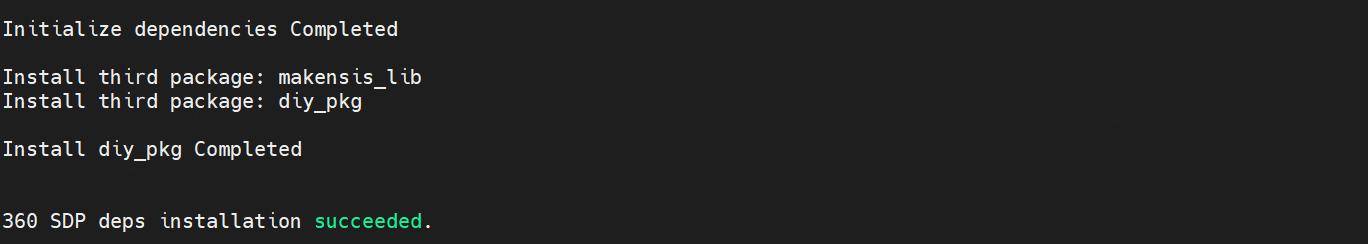 Initialize dependencies Completed
Install third package: makensis_lib
Install third package: diy_pkg
Install diy_pkg Completed
360 SDP deps installation succeeded.